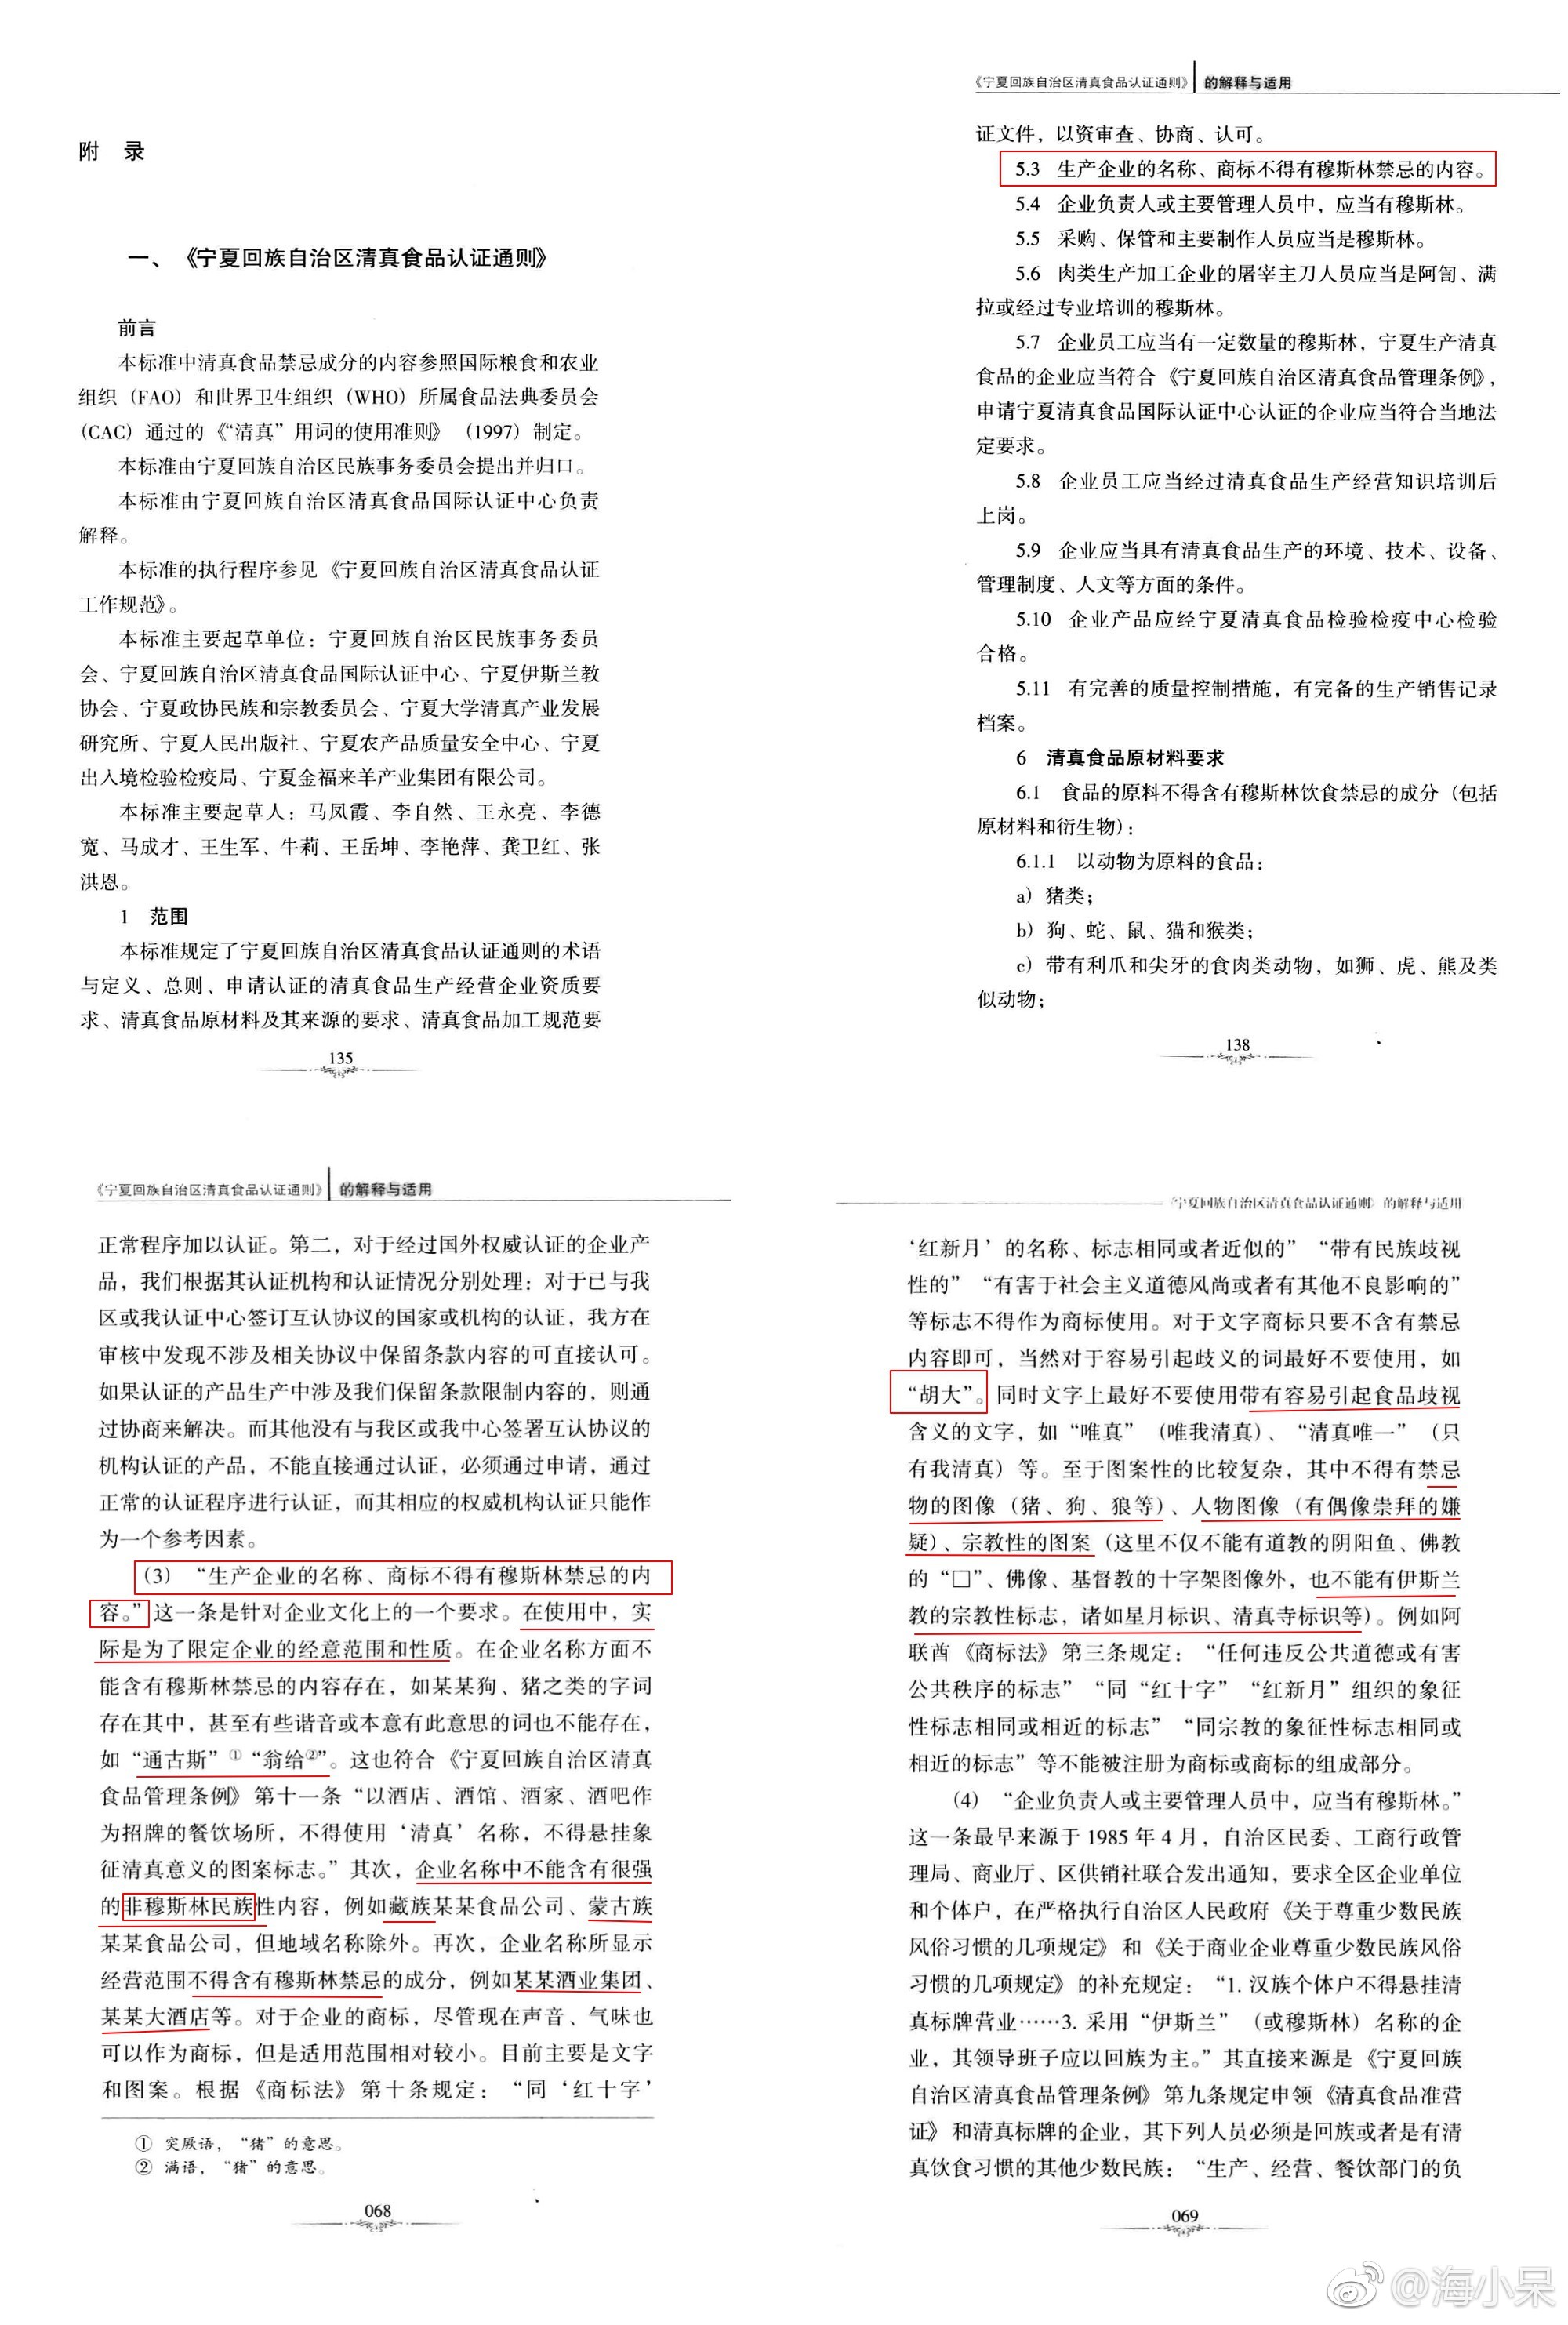 附　录
一、《宁夏回族自治区清真食品认证通则》
前言
本标准中清真食品禁忌成分的内容参照国际粮食和农业
组织（FAO）和世界卫生组织（WHO）所属食品法典委员会
（CAC）通过的《“清真”用词的使用准则》（1997）制定。
本标准由宁夏回族自治区民族事务委员会提出并归口。
本标准由宁夏回族自治区清真食品国际认证中心负责
解释。
本标准的执行程序参见《宁夏回族自治区清真食品认证
工作规范》。
本标准主要起草单位：宁夏回族自治区民族事务委员
会、宁夏回族自治区清真食品国际认证中心、宁夏伊斯兰教
协会、宁夏政协民族和宗教委员会、宁夏大学清真产业发展
研究所、宁夏人民出版社、宁夏农产品质量安全中心、宁夏
出入境检验检疫局、宁夏金福来羊产业集团有限公司。
本标准主要起草人：马凤霞、李自然、王永亮、李德
宽、马成才、王生军、牛莉、王岳坤、李艳萍、龚卫红、张
洪恩。
1　范围
本标准规定了宁夏回族自治区清真食品认证通则的术语
与定义、总则、申请认证的清真食品生产经营企业资质要
求、清真食品原材料及其来源的要求、清真食品加工规范要
135
《宁夏回族自治区清真食品认证通则》 的解释与适用
证文件，以资审查、协商、认可。
5.3　生产企业的名称、商标不得有穆斯林禁忌的内容。
5.4　企业负责人或主要管理人员中，应当有穆斯林。
5.5　采购、保管和主要制作人员应当是穆斯林。
5.6　肉类生产加工企业的屠宰主刀人员应当是阿訇、满
拉或经过专业培训的穆斯林。
5.7　企业员工应当有一定数量的穆斯林，宁夏生产清真
食品的企业应当符合《宁夏回族自治区清真食品管理条例》，
申请宁夏清真食品国际认证中心认证的企业应当符合当地法
定要求。
5.8　企业员工应当经过清真食品生产经营知识培训后
上岗。
5.9　企业应当具有清真食品生产的环境、技术、设备、
管理制度、人文等方面的条件。
5.10　企业产品应经宁夏清真食品检验检疫中心检验
合格。
5.11　有完善的质量控制措施，有完备的生产销售记录
档案。
6　清真食品原材料要求
6.1　食品的原料不得含有穆斯林饮食禁忌的成分（包括
原材料和衍生物）：
6.1.1　以动物为原料的食品：
a）猪类；
b）狗、蛇、鼠、猫和猴类；
c）带有利爪和尖牙的食肉类动物，如狮、虎、熊及类
似动物；
138
《宁夏回族自治区清真食品认证通则》 的解释与适用
正常程序加以认证。第二，对于经过国外权威认证的企业产
品，我们根据其认证机构和认证情况分别处理：对于已与我
区或我认证中心签订互认协议的国家或机构的认证，我方在
审核中发现不涉及相关协议中保留条款内容的可直接认可。
如果认证的产品生产中涉及我们保留条款限制内容的，则通
过协商来解决。而其他没有与我区或我中心签署互认协议的
机构认证的产品，不能直接通过认证，必须通过申请，通过
正常的认证程序进行认证，而其相应的权威机构认证只能作
为一个参考因素。
（3）“生产企业的名称、商标不得有穆斯林禁忌的内
容。”这一条是针对企业文化上的一个要求。在使用中，实
际是为了限定企业的经意范围和性质。在企业名称方面不
能含有穆斯林禁忌的内容存在，如某某狗、猪之类的字词
存在其中，甚至有些谐音或本意有此意思的词也不能存在，
如“通古斯”①“翁给②”。这也符合《宁夏回族自治区清真
食品管理条例》第十一条“以酒店、酒馆、酒家、酒吧作
为招牌的餐饮场所，不得使用‘清真’名称，不得悬挂象
征清真意义的图案标志。”其次，企业名称中不能含有很强
的非穆斯林民族性内容，例如藏族某某食品公司、蒙古族
某某食品公司，但地域名称除外。再次，企业名称所显示
经营范围不得含有穆斯林禁忌的成分，例如某某酒业集团、
某某大酒店等。对于企业的商标，尽管现在声音、气味也
可以作为商标，但是适用范围相对较小。目前主要是文字
和图案。根据《商标法》第十条规定：“同‘红十字’
① 突厥语，“猪”的意思。
② 满语，“猪”的意思。
068
《宁夏回族自治区清真食品认证通则》的解释与适用
‘红新月’的名称、标志相同或者近似的”“带有民族歧视
性的”“有害于社会主义道德风尚或者有其他不良影响的”
等标志不得作为商标使用。对于文字商标只要不含有禁忌
内容即可，当然对于容易引起歧义的词最好不要使用，如
“胡大”。同时文字上最好不要使用带有容易引起食品歧视
含义的文字，如“唯真”（唯我清真）、“清真唯一”（只
有我清真）等。至于图案性的比较复杂，其中不得有禁忌
物的图像（猪、狗、狼等）、人物图像（有偶像崇拜的嫌
疑）、宗教性的图案（这里不仅不能有道教的阴阳鱼、佛教
的“□”、佛像、基督教的十字架图像外，也不能有伊斯兰
教的宗教性标志，诸如星月标识、清真寺标识等）。例如阿
联酋《商标法》第三条规定：“任何违反公共道德或有害
公共秩序的标志”“同“红十字”“红新月”组织的象征
性标志相同或相近的标志”“同宗教的象征性标志相同或
相近的标志”等不能被注册为商标或商标的组成部分。
（4）“企业负责人或主要管理人员中，应当有穆斯林。”
这一条最早来源于1985年4月，自治区民委、工商行政管
理局、商业厅、区供销社联合发出通知，要求全区企业单位
和个体户，在严格执行自治区人民政府《关于尊重少数民族
风俗习惯的几项规定》和《关于商业企业尊重少数民族风俗
习惯的几项规定》的补充规定：“1.汉族个体户不得悬挂清
真标牌营业……3.采用“伊斯兰”（或穆斯林）名称的企
业，其领导班子应以回族为主。”其直接来源是《宁夏回族
自治区清真食品管理条例》第九条规定申领《清真食品准营
证》和清真标牌的企业，其下列人员必须是回族或者是有清
真饮食习惯的其他少数民族：“生产、经营、餐饮部门的负
069
@海小呆